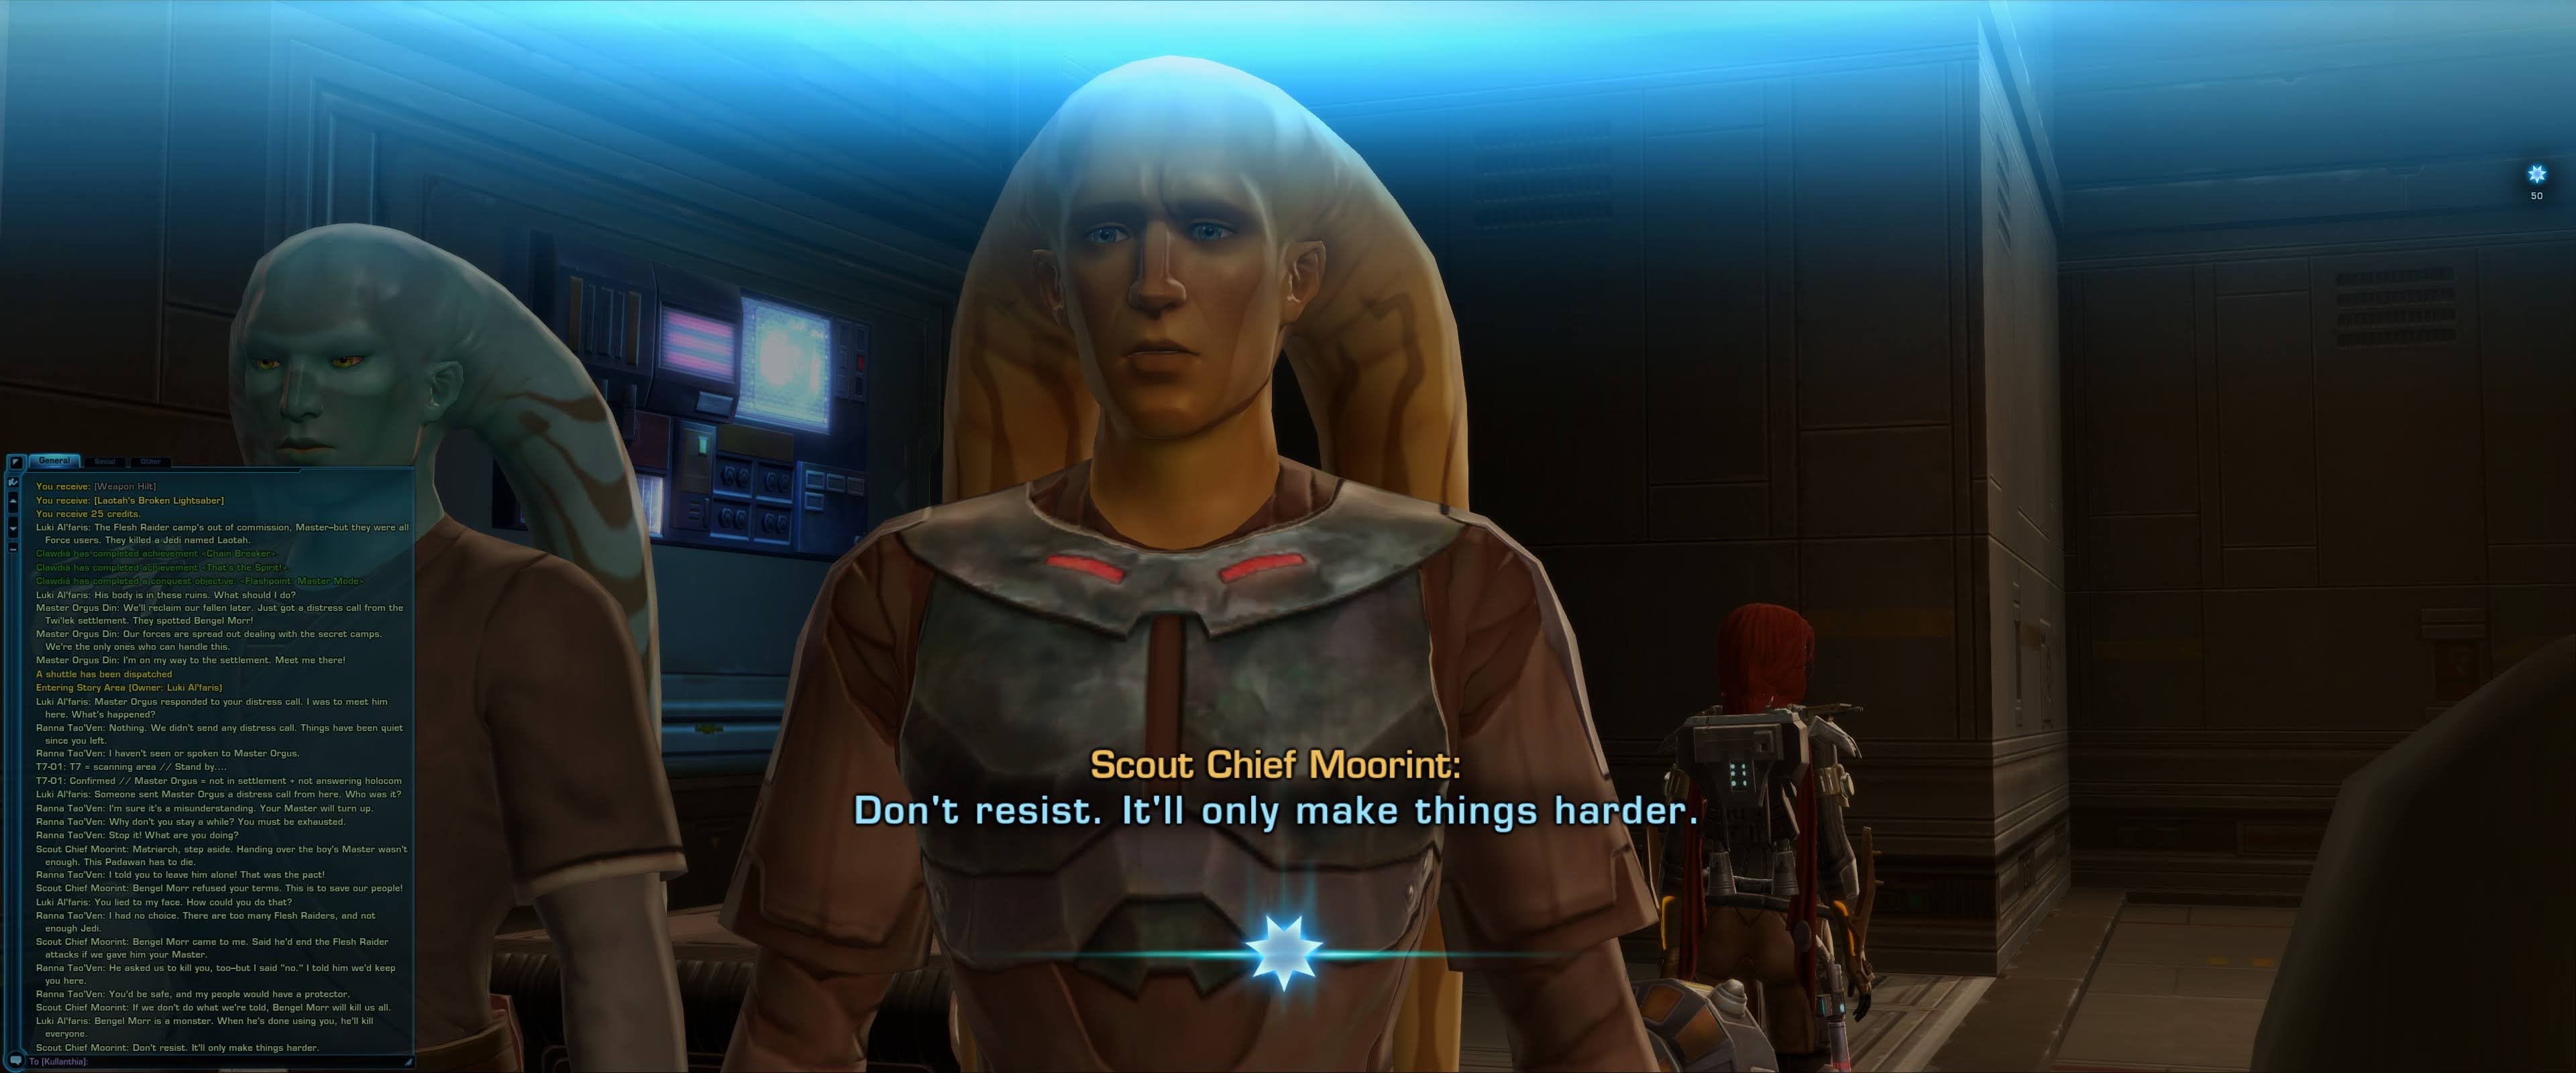 General Social Other
You receive: [Weapon Hilt]
You receive: [Laotah's Broken Lightsaber]
You receive 25 credits.
Luki Al'faris: The Flesh Raider camp's out of commission, Master—but they were all
Force users. They killed a Jedi named Laotah.
Clawdiá has completed achievement <Chain Breaker>.
Clawdiá has completed achievement <That's the Spirit!>.
Clawdiá has completed a conquest objective: <Flashpoint: Master Mode>
Luki Al'faris: His body is in these ruins. What should I do?
Master Orgus Din: We'll reclaim our fallen later. Just got a distress call from the
Twi'lek settlement. They spotted Bengel Morr!
Master Orgus Din: Our forces are spread out dealing with the secret camps.
We're the only ones who can handle this.
Master Orgus Din: I'm on my way to the settlement. Meet me there!
A shuttle has been dispatched
Entering Story Area [Owner: Luki Al'faris]
Luki Al'faris: Master Orgus responded to your distress call. I was to meet him
here. What's happened?
Ranna Tao'Ven: Nothing. We didn't send any distress call. Things have been quiet
since you left.
Ranna Tao'Ven: I haven't seen or spoken to Master Orgus.
T7-01: T7 = scanning area // Stand by....
T7-01: Confirmed // Master Orgus = not in settlement + not answering holocom
Luki Al'faris: Someone sent Master Orgus a distress call from here. Who was it?
Ranna Tao'Ven: I'm sure it's a misunderstanding. Your Master will turn up.
Ranna Tao'Ven: Why don't you stay a while? You must be exhausted.
Ranna Tao'Ven: Stop it! What are you doing?
Scout Chief Moorint: Matriarch, step aside. Handing over the boy's Master wasn't
enough. This Padawan has to die.
Ranna Tao'Ven: I told you to leave him alone! That was the pact!
Scout Chief Moorint: Bengel Morr refused your terms. This is to save our people!
Luki Al'faris: You lied to my face. How could you do that?
Ranna Tao'Ven: I had no choice. There are too many Flesh Raiders, and not
enough Jedi.
Scout Chief Moorint: Bengel Morr came to me. Said he'd end the Flesh Raider
attacks if we gave him your Master.
Ranna Tao'Ven: He asked us to kill you, too—but I said "no." I told him we'd keep
you here.
Ranna Tao'Ven: You'd be safe, and my people would have a protector.
Scout Chief Moorint: If we don't do what we're told, Bengel Morr will kill us all.
Luki Al'faris: Bengel Morr is a monster. When he's done using you, he'll kill
everyone.
Scout Chief Moorint: Don't resist. It'll only make things harder.
To [Kullanthia]:
Scout Chief Moorint:
Don't resist. It'll only make things harder.
50